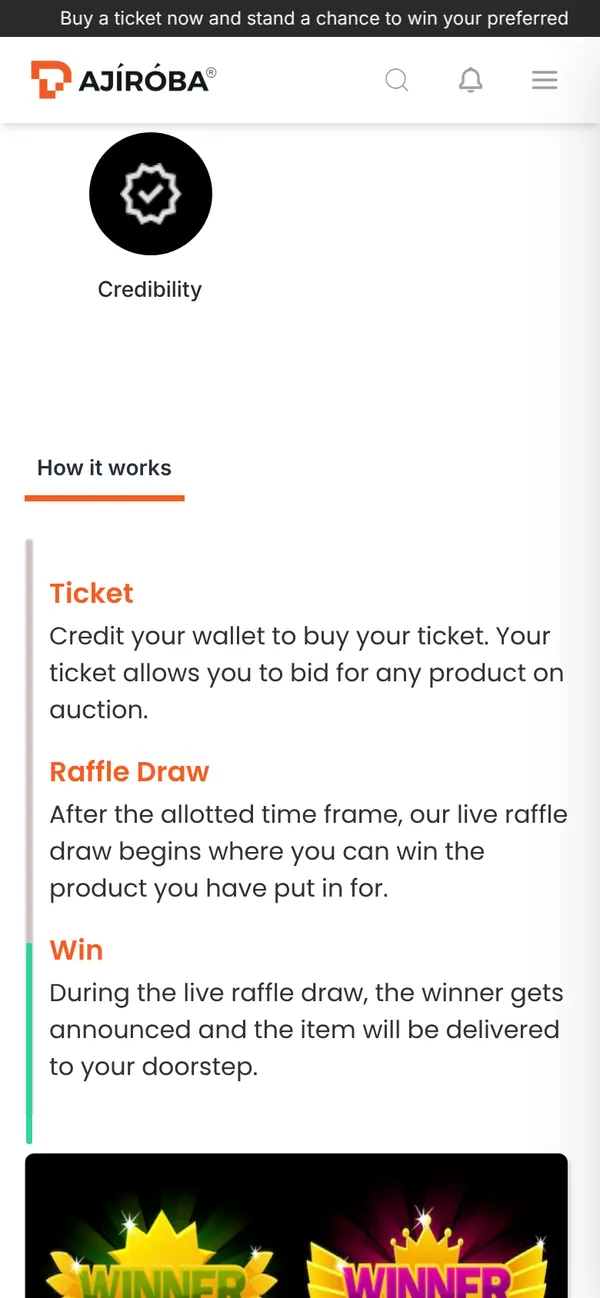 Buy a ticket now and stand a chance to win your preferred
AJÍRÓBA®
Credibility
How it works
Ticket
Credit your wallet to buy your ticket. Your
ticket allows you to bid for any product on
auction.
Raffle Draw
After the allotted time frame, our live raffle
draw begins where you can win the
product you have put in for.
Win
During the live raffle draw, the winner gets
announced and the item will be delivered
to your doorstep.
WINNER WINNER